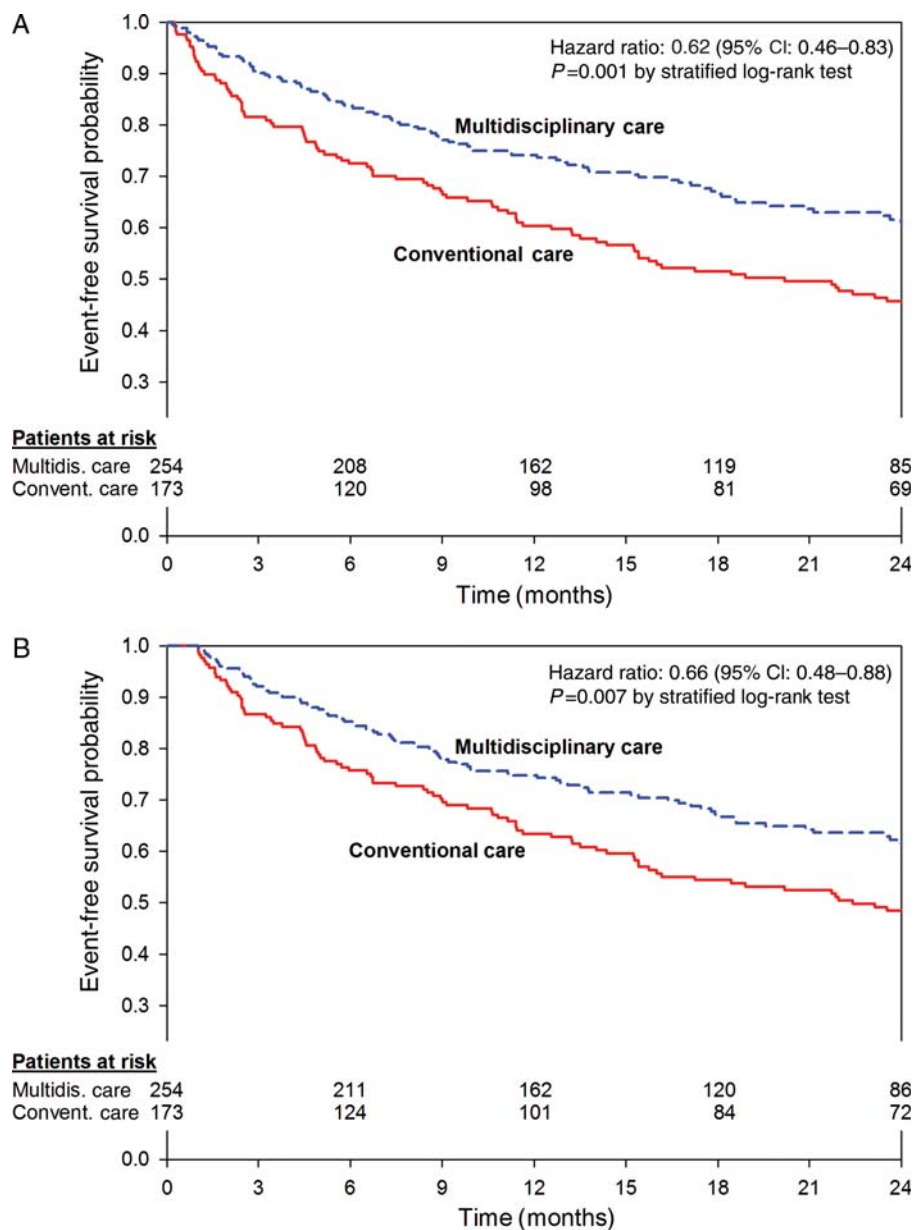 A
1.0
0.9
0.8
0.7
0.6
0.5
0.4
0.3
0.0
Event-free survival probability
Hazard ratio: 0.62 (95% CI: 0.46–0.83)
P=0.001 by stratified log-rank test
Multidisciplinary care
Conventional care
Patients at risk
Multidis. care 254 208 162 119 85
Convent. care 173 120 98 81 69
0 3 6 9 12 15 18 21 24
Time (months)
B
1.0
0.9
0.8
0.7
0.6
0.5
0.4
0.3
0.0
Event-free survival probability
Hazard ratio: 0.66 (95% CI: 0.48–0.88)
P=0.007 by stratified log-rank test
Multidisciplinary care
Conventional care
Patients at risk
Multidis. care 254 211 162 120 86
Convent. care 173 124 101 84 72
0 3 6 9 12 15 18 21 24
Time (months)